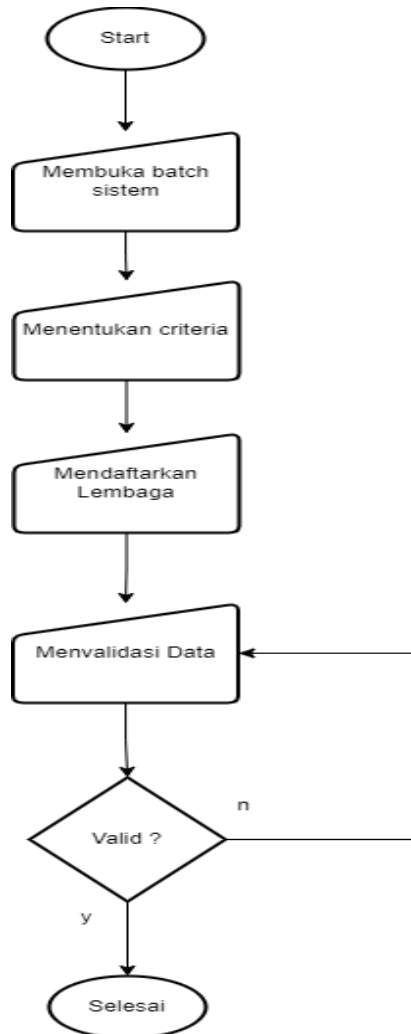 Start
Membuka batch
sistem
Menentukan criteria
Mendaftarkan
Lembaga
Menvalidasi Data
n
Valid ?
y
Selesai